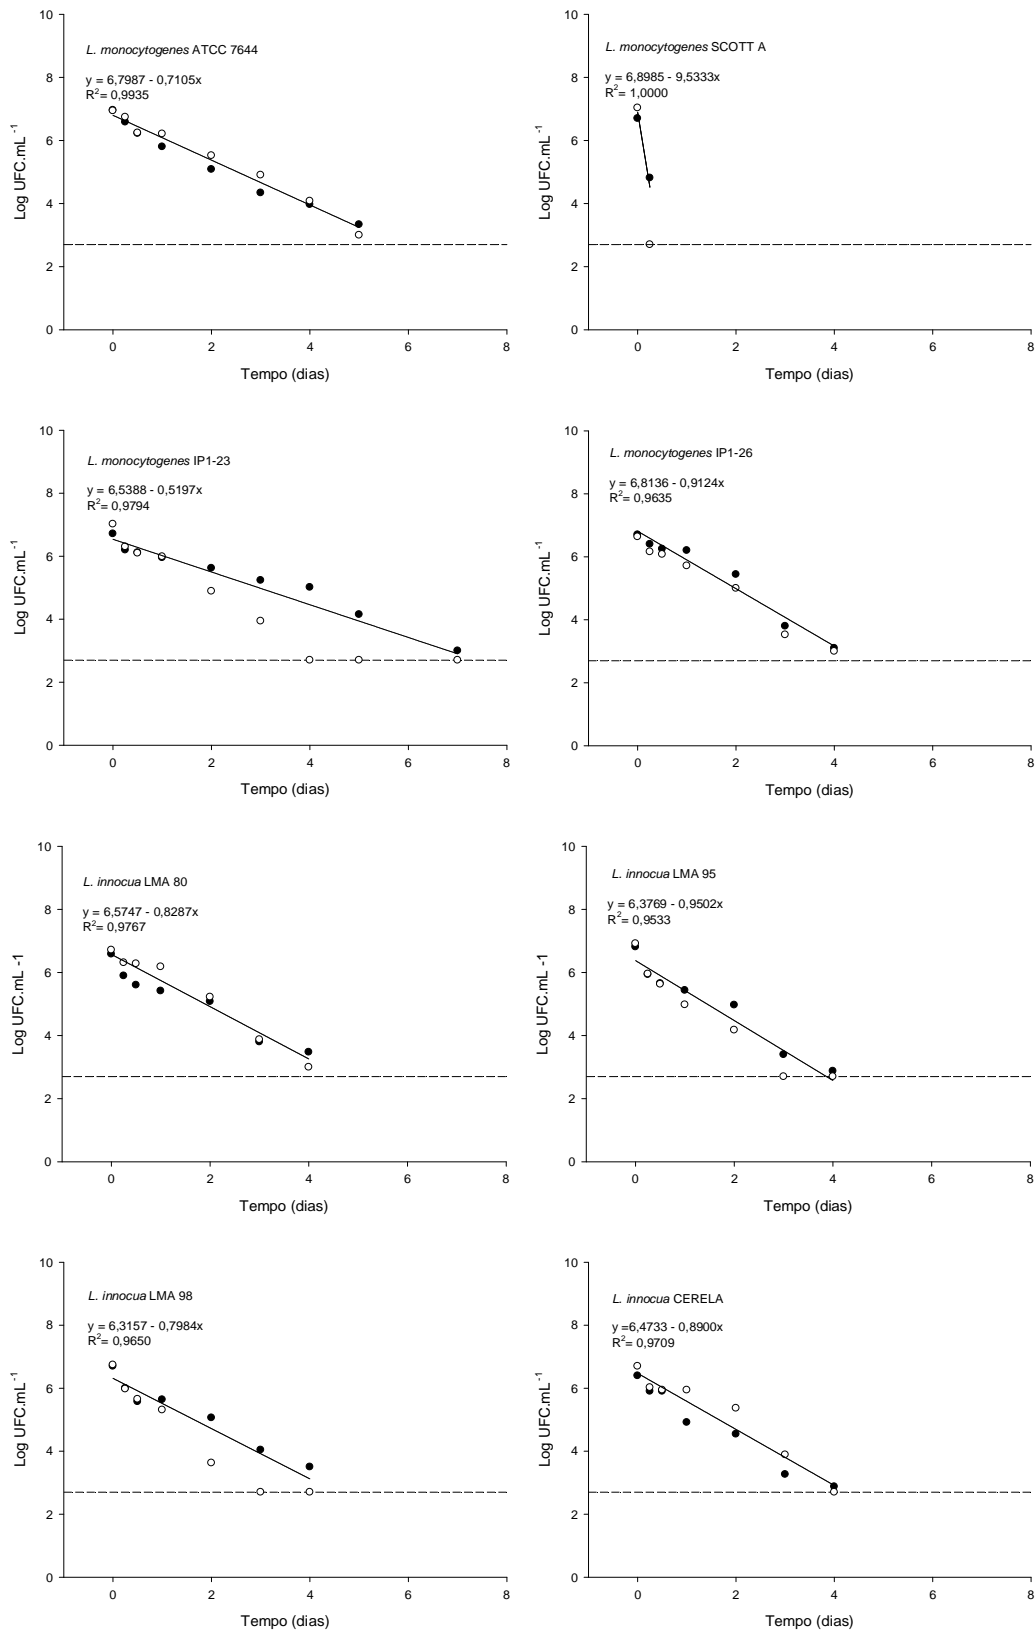 L. monocytogenes ATCC 7644
y = 6,7987 - 0,7105x
R2 = 0,9935
Log UFC.mL-1
10
8
6
4
2
0
0 2 4 6 8
Tempo (dias)
L. monocytogenes SCOTT A
y = 6,8985 - 9,5333x
R2 = 1,0000
Log UFC.mL-1
10
8
6
4
2
0
0 2 4 6 8
Tempo (dias)
L. monocytogenes IP1-23
y = 6,5388 - 0,5197x
R2 = 0,9794
Log UFC.mL-1
10
8
6
4
2
0
0 2 4 6 8
Tempo (dias)
L. monocytogenes IP1-26
y = 6,8136 - 0,9124x
R2 = 0,9635
Log UFC.mL-1
10
8
6
4
2
0
0 2 4 6 8
Tempo (dias)
L. innocua LMA 80
y = 6,5747 - 0,8287x
R2 = 0,9767
Log UFC.mL -1
10
8
6
4
2
0
0 2 4 6 8
Tempo (dias)
L. innocua LMA 95
y = 6,3769 - 0,9502x
R2 = 0,9533
Log UFC.mL -1
10
8
6
4
2
0
0 2 4 6 8
Tempo (dias)
L. innocua LMA 98
y = 6,3157 - 0,7984x
R2= 0,9650
Log UFC.mL-1
10
8
6
4
2
0
0 2 4 6 8
Tempo (dias)
L. innocua CERELA
y =6,4733 - 0,8900x
R2= 0,9709
Log UFC.mL-1
10
8
6
4
2
0
0 2 4 6 8
Tempo (dias)